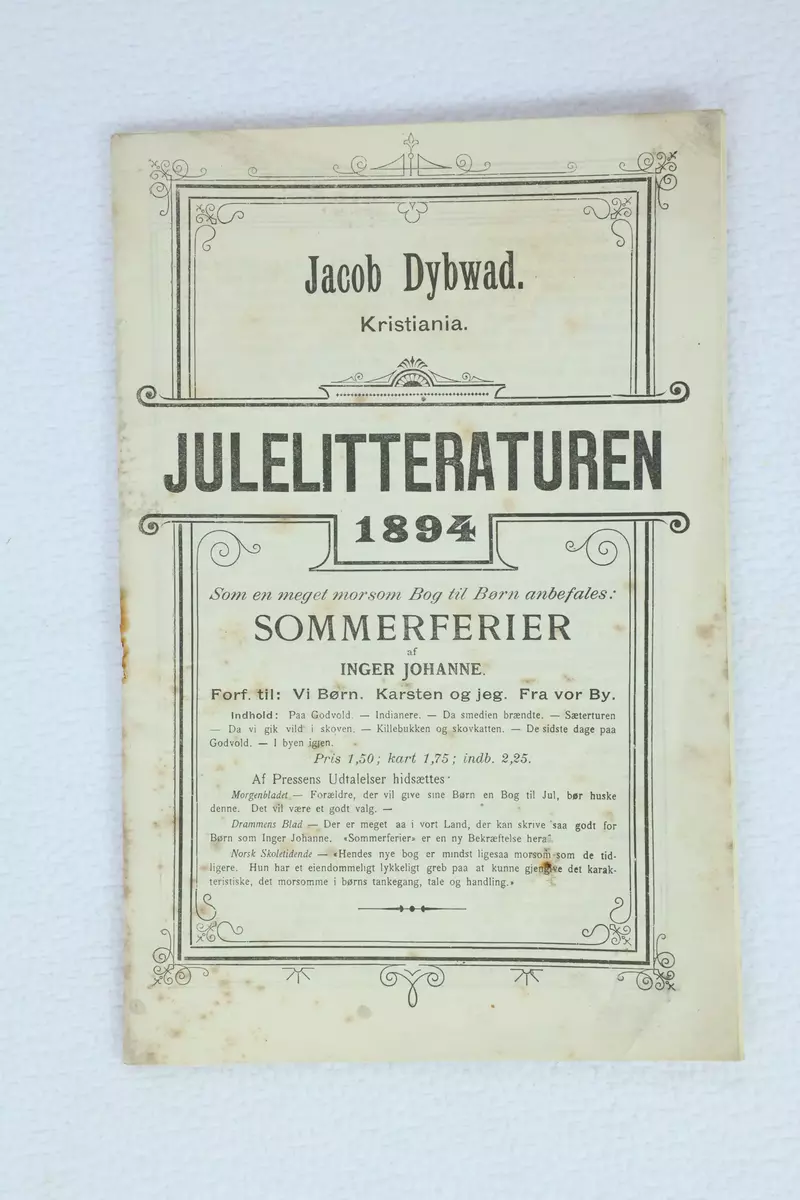 Jacob Dybwad.
Kristiania.
JULELITTERATUREN
1894
Som en meget morsom Bog til Børn anbefales:
SOMMERFERIER
af
INGER JOHANNE.
Forf. til: Vi Børn. Karsten og jeg. Fra vor By.
Indhold: Paa Godvold. — Indianere. — Da smedien brændte. — Sæterturen
— Da vi gik vild i skoven. — Killebukken og skovkatten. — De sidste dage paa
Godvold. — I byen igjen.
Pris 1,50; kart 1,75; indb. 2,25.
Af Pressens Udtalelser hidsættes:
Morgenbladet — Forældre, der vil give sine Børn en Bog til Jul, bør huske
denne. Det vil være et godt valg. —
Drammens Blad — Der er meget aa i vort Land, der kan skrive saa godt for
Børn som Inger Johanne. «Sommerferier» er en ny Bekræftelse hera
Norsk Skoletidende — «Hendes nye bog er mindst ligesaa morsom som de tid-
ligere. Hun har et eiendommeligt lykkeligt greb paa at kunne gjengive det karak-
teristiske, det morsomme i børns tankegang, tale og handling.»